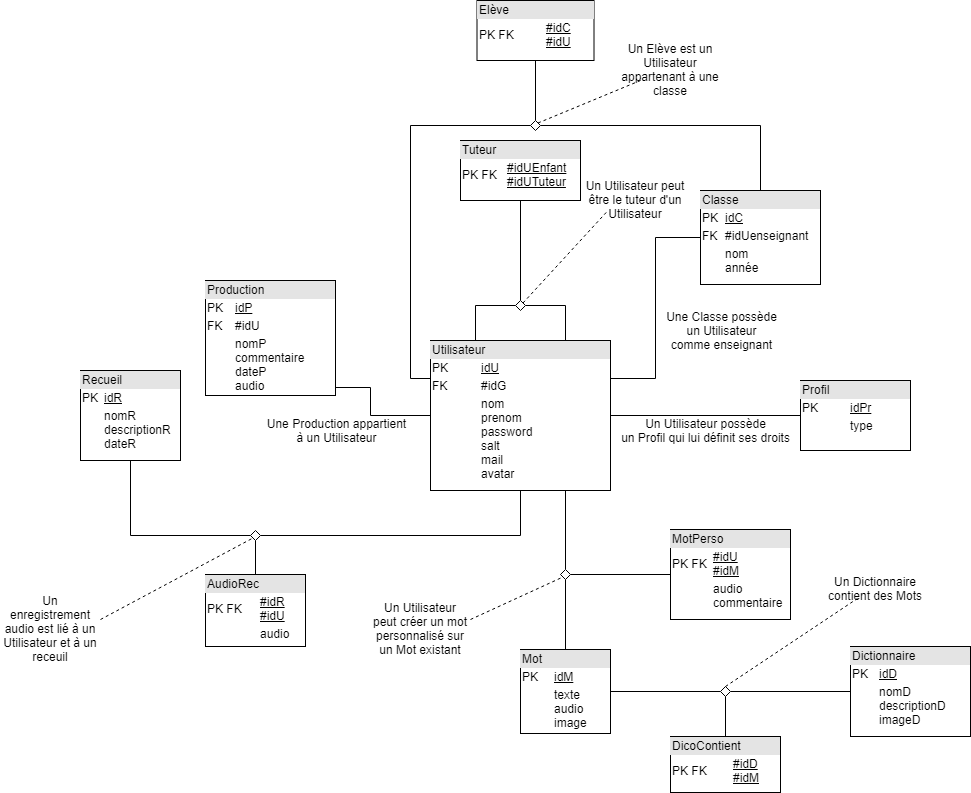 Elève
PK FK
#idC
#idU
Un Elève est un
Utilisateur
appartenant à une
classe
Tuteur
PK FK
#idUEnfant
#idUTuteur
Un Utilisateur peut
être le tuteur d'un
Utilisateur
Classe
PK idC
FK #idUenseignant
nom
année
Production
PK idP
FK #idU
nomP
commentaire
dateP
audio
Une Classe possède
un Utilisateur
comme enseignant
Utilisateur
PK idU
FK #idG
nom
prenom
password
salt
mail
avatar
Recueil
PK idR
nomR
descriptionR
dateR
Profil
PK idPr
type
Une Production appartient
à un Utilisateur
Un Utilisateur possède
un Profil qui lui définit ses droits
MotPerso
PK FK
#idU
#idM
audio
commentaire
AudioRec
PK FK
#idR
#idU
audio
Un
enregistrement
audio est lié à un
Utilisateur et à un
receuil
Un Utilisateur
peut créer un mot
personnalisé sur
un Mot existant
Un Dictionnaire
contient des Mots
Mot
PK idM
texte
audio
image
Dictionnaire
PK idD
nomD
descriptionD
imageD
DicoContient
PK FK
#idD
#idM